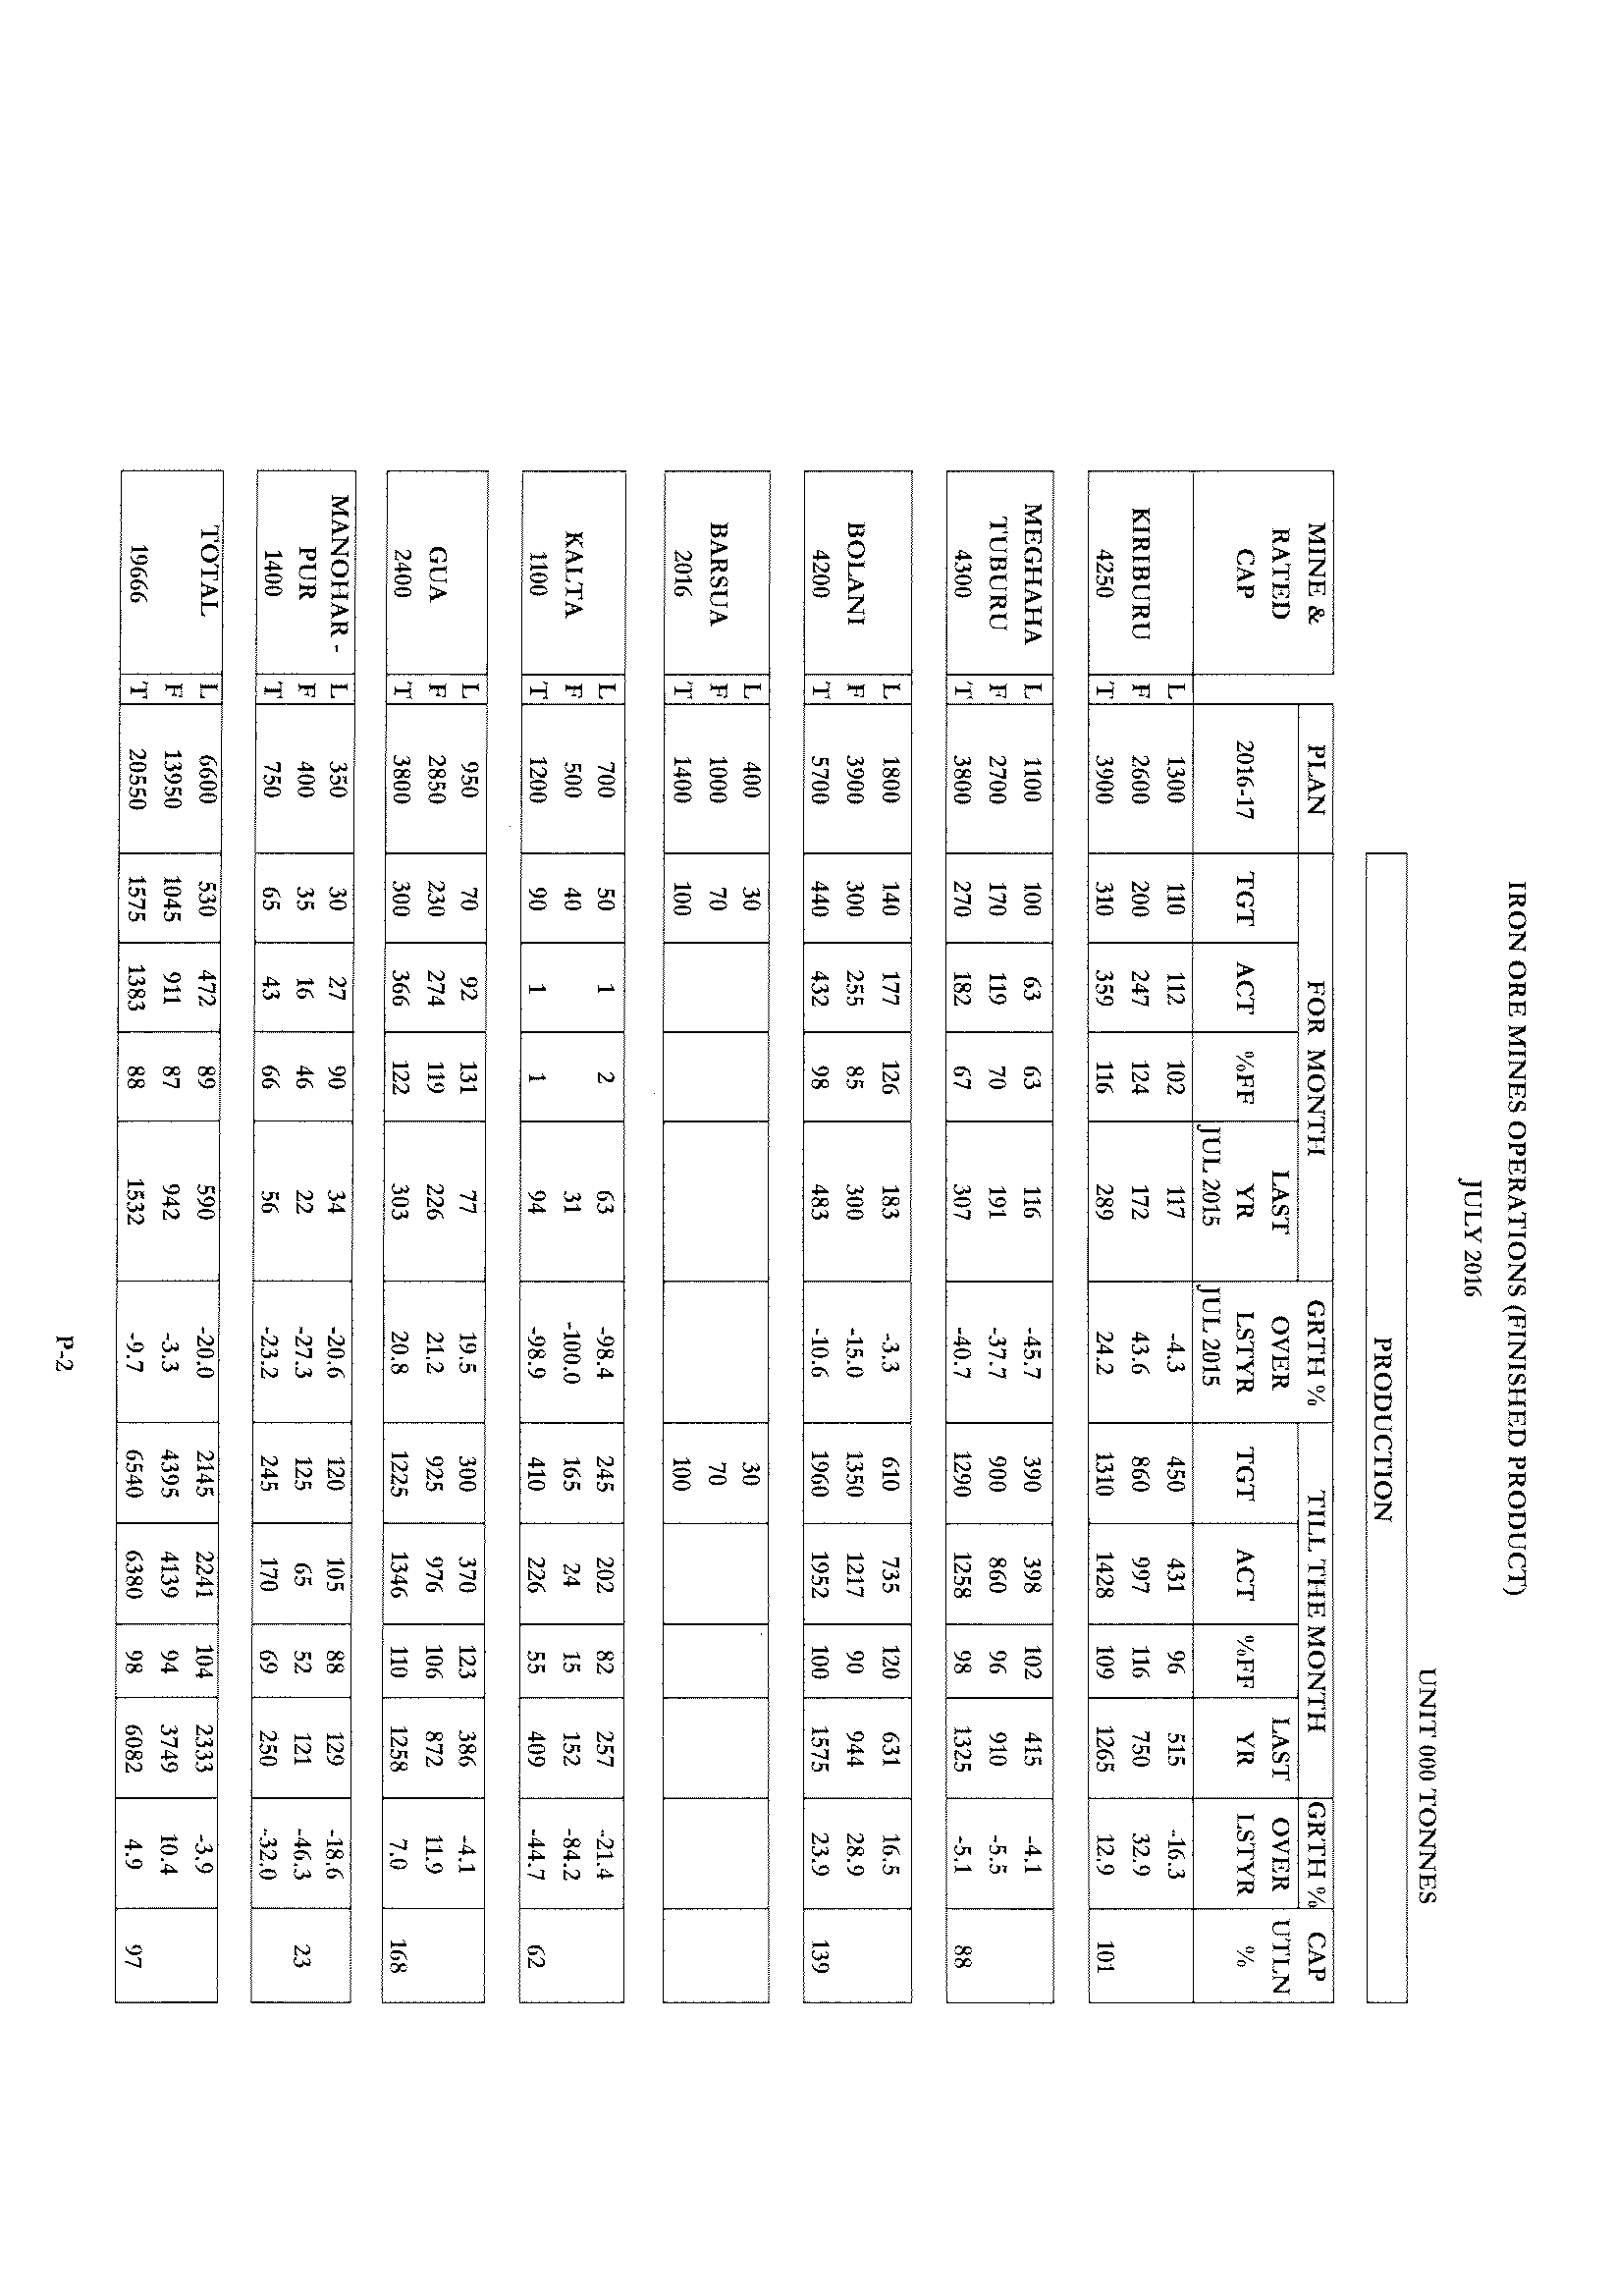 IRON ORE MINES OPERATIONS (FINISHED PRODUCT)
JULY 2016
UNIT 000 TONNES
PRODUCTION
MINE & PLAN FOR MONTH GRTH % TILL THE MONTH GRTH % CAP
RATED LAST OVER LAST OVER UTLN
CAP 2016-17 TGT ACT %FF YR LSTYR TGT ACT %FF YR LSTYR %
JUL 2015 JUL 2015
L 1300 110 112 102 117 -4.3 450 431 96 515 -16.3
KIRIBURU F 2600 200 247 124 172 43.6 860 997 116 750 32.9
4250 T 3900 310 359 116 289 24.2 1310 1428 109 1265 12.9 101
MEGHAHA L 1100 100 63 63 116 -45.7 390 398 102 415 -4.1
TUBURU F 2700 170 119 70 191 -37.7 900 860 96 910 -5.5
4300 T 3800 270 182 67 307 -40.7 1290 1258 98 1325 -5.1 88
L 1800 140 177 126 183 -3.3 610 735 120 631 16.5
BOLANI F 3900 300 255 85 300 -15.0 1350 1217 90 944 28.9
4200 T 5700 440 432 98 483 -10.6 1960 1952 100 1575 23.9 139
L 400 30 30
BARSUA F 1000 70 70
2016 T 1400 100 100
L 700 50 1 2 63 -98.4 245 202 82 257 -21.4
KALTA F 500 40 31 -100.0 165 24 15 152 -84.2
1100 T 1200 90 1 1 94 -98.9 410 226 55 409 -44.7 62
L 950 70 92 131 77 19.5 300 370 123 386 -4.1
GUA F 2850 230 274 119 226 21.2 925 976 106 872 11.9
2400 T 3800 300 366 122 303 20.8 1225 1346 110 1258 7.0 168
MANOHAR - L 350 30 27 90 34 -20.6 120 105 88 129 -18.6
PUR F 400 35 16 46 22 -27.3 125 65 52 121 -46.3 23
1400 T 750 65 43 66 56 -23.2 245 170 69 250 -32.0
TOTAL L 6600 530 472 89 590 -20.0 2145 2241 104 2333 -3.9
F 13950 1045 911 87 942 -3.3 4395 4139 94 3749 10.4
19666 T 20550 1575 1383 88 1532 -9.7 6540 6380 98 6082 4.9 97
P-2